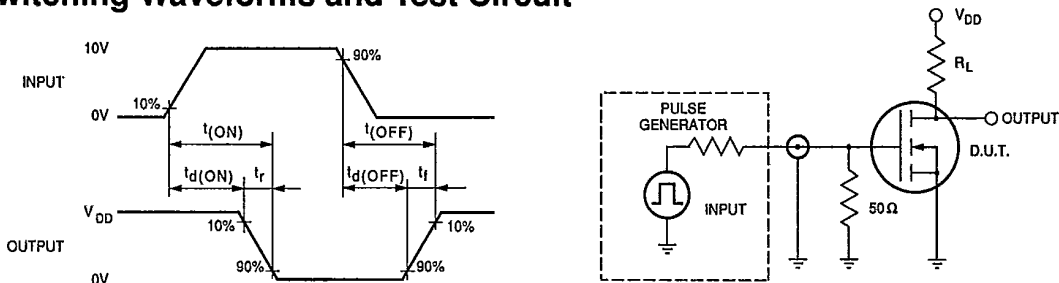 Switching Waveforms and Test Circuit
10V
INPUT
0V
10%
90%
t(ON)
t(OFF)
td(ON)
tr
td(OFF)
tf
VDD
OUTPUT
0V
10%
90%
90%
10%
PULSE
GENERATOR
INPUT
50Ω
VDD
RL
OUTPUT
D.U.T.